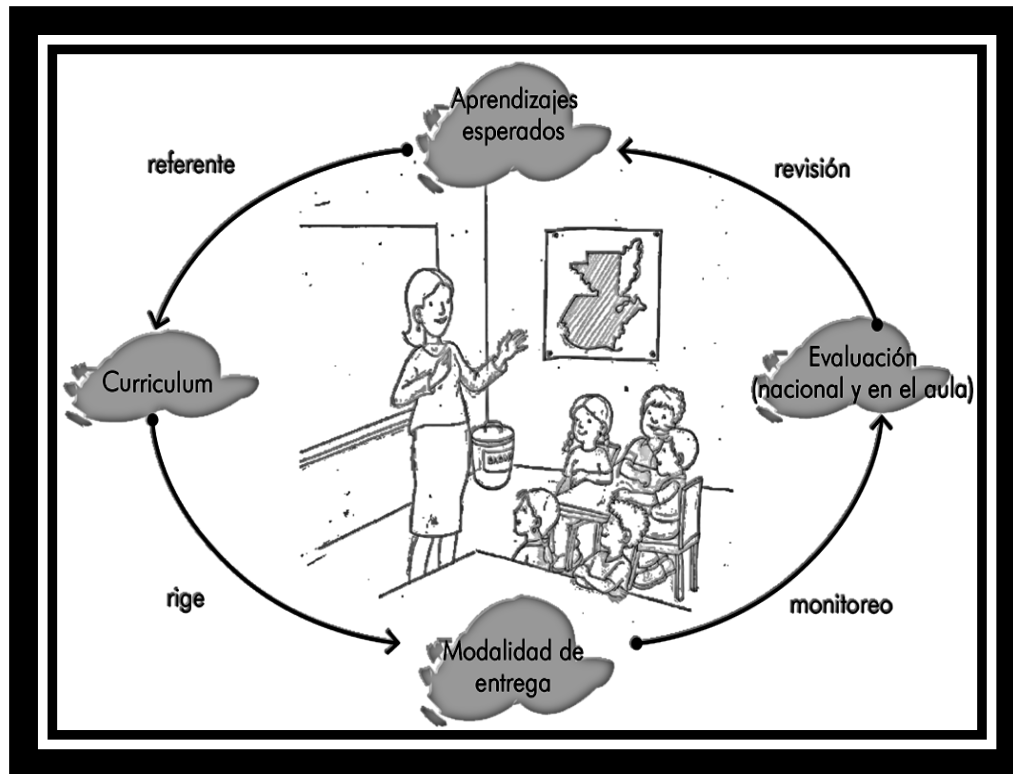 Aprendizajes
esperados
referente
revisión
Curriculum
Evaluación
(nacional y en el aula)
rige
monitoreo
Modalidad de
entrega